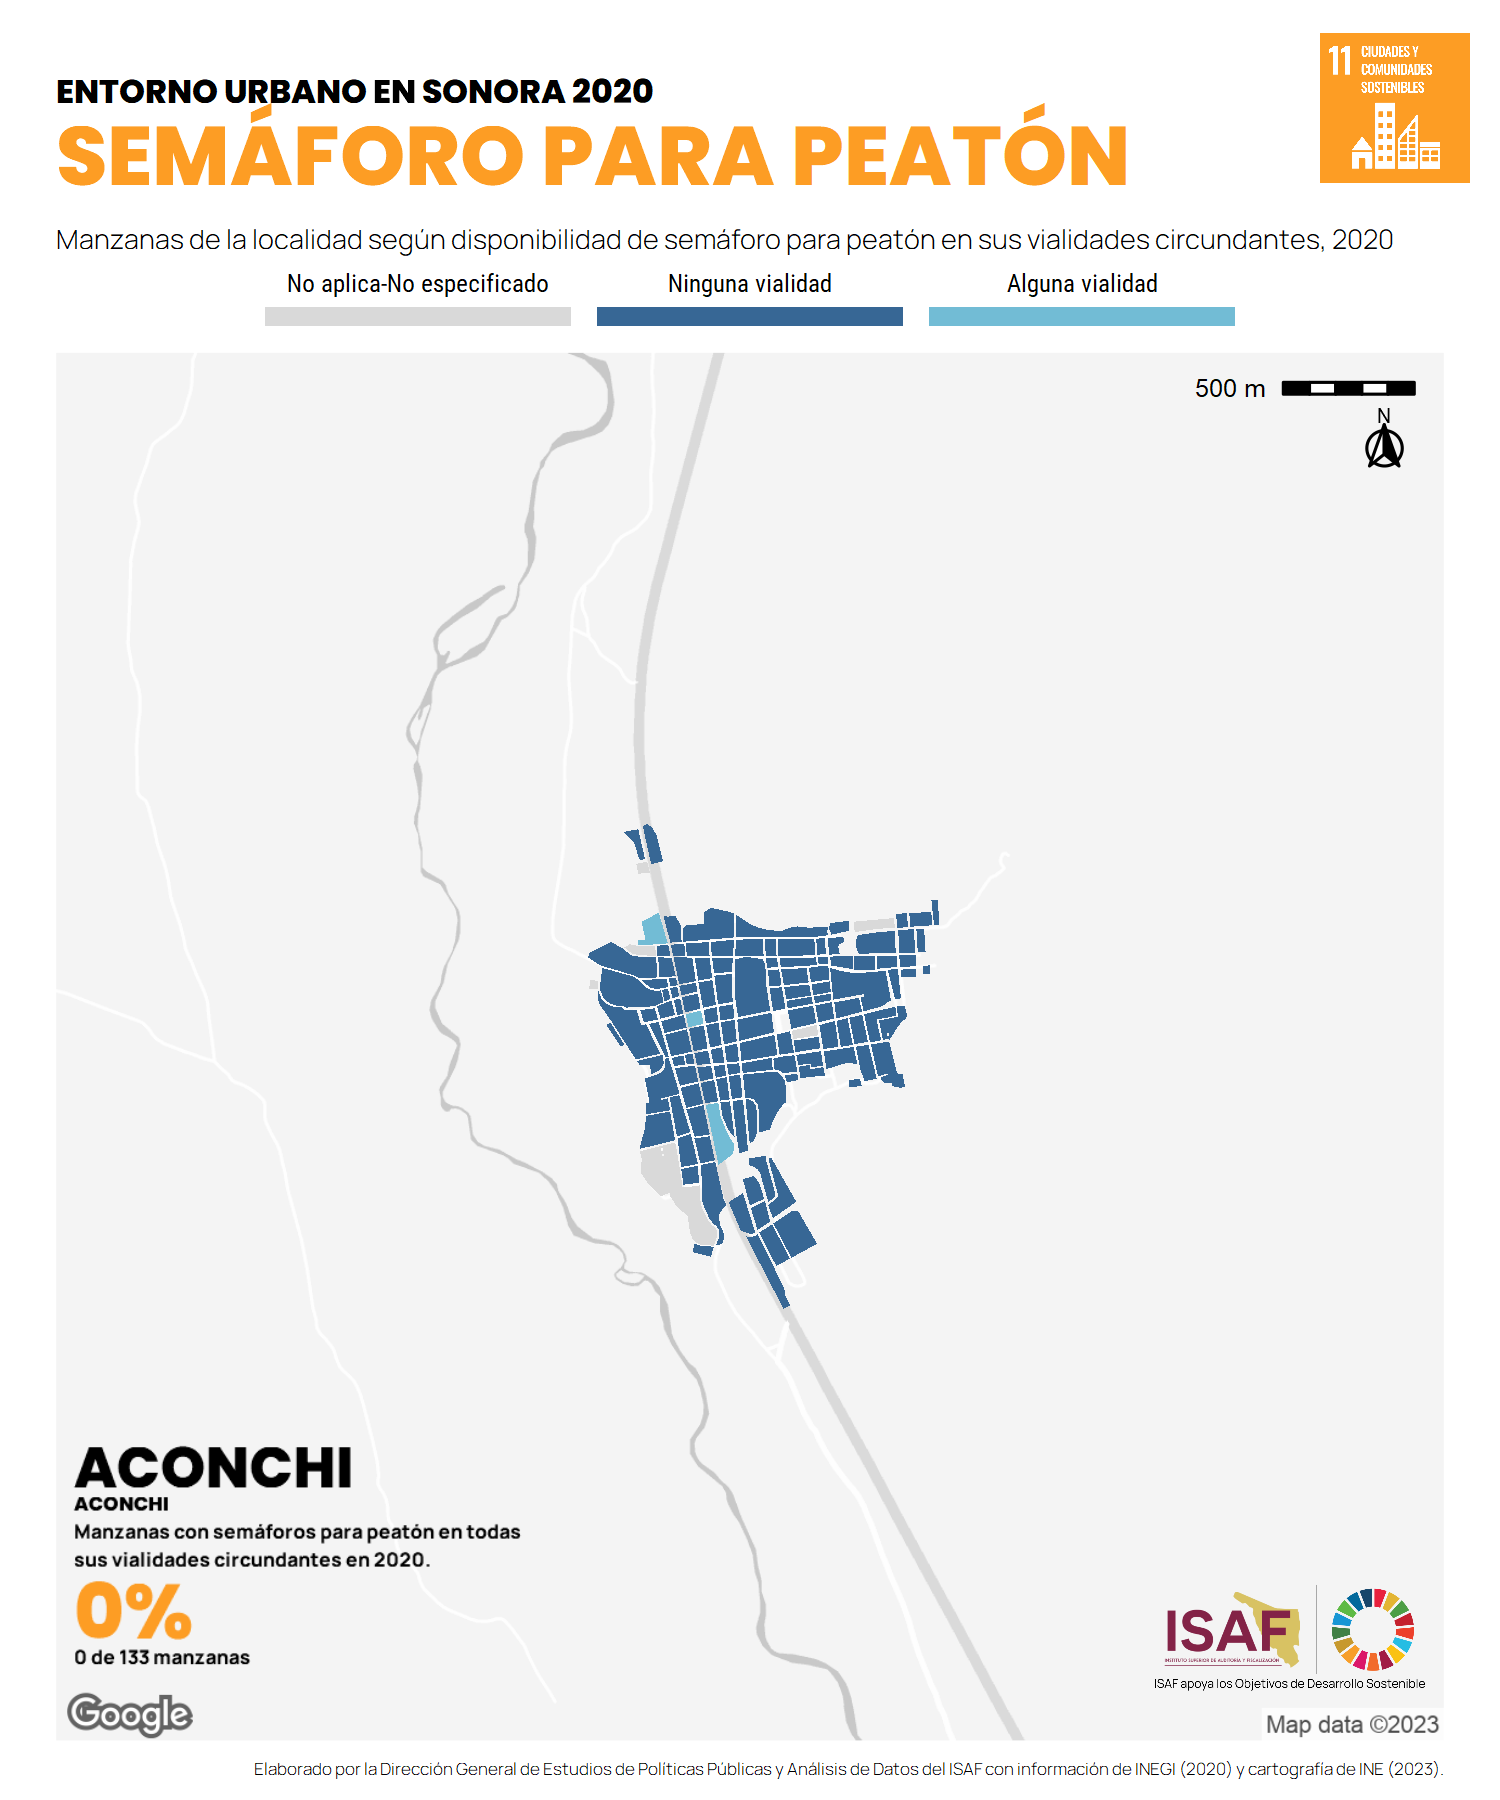 11 CIUDADES Y
COMUNIDADES
SOSTENIBLES
ENTORNO URBANO EN SONORA 2020
SEMÁFORO PARA PEATÓN
Manzanas de la localidad según disponibilidad de semáforo para peatón en sus vialidades circundantes, 2020
No aplica-No especificado
Ninguna vialidad
Alguna vialidad
500 m
N
ACONCHI
ACONCHI
Manzanas con semáforos para peatón en todas
sus vialidades circundantes en 2020.
0%
0 de 133 manzanas
Google
ISAF
INSTITUTO SUPERIOR DE AUDITORÍA Y FISCALIZACIÓN
ISAF apoya los Objetivos de Desarrollo Sostenible
Map data ©2023
Elaborado por la Dirección General de Estudios de Políticas Públicas y Análisis de Datos del ISAF con información de INEGI (2020) y cartografía de INE (2023).